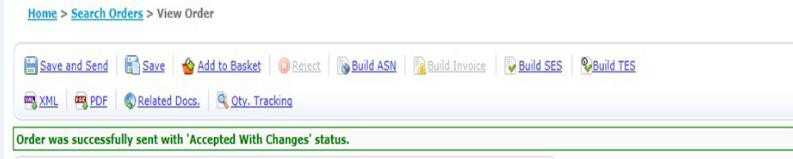 Home > Search Orders > View Order
Save and Send Save Add to Basket Reject Build ASN Build Invoice Build SES Build TES
XML PDF Related Docs. Qty. Tracking
Order was successfully sent with 'Accepted With Changes' status.